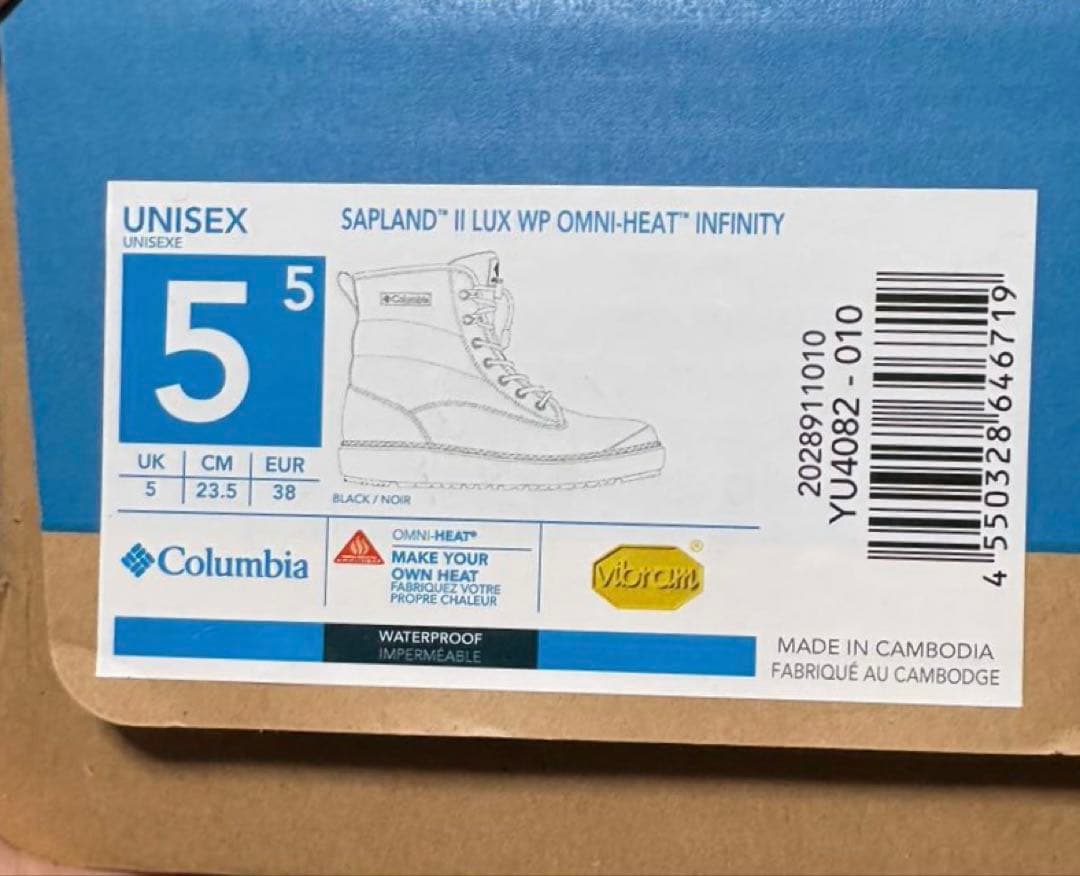 UNISEX
UNISEXE
SAPLAND™ II LUX WP OMNI-HEAT™ INFINITY
5 5
Columbia
UK CM EUR
5 23.5 38
BLACK / NOIR
2028911010
YU4082 - 010
4 550328 646719
Columbia
OMNI-HEAT®
MAKE YOUR
OWN HEAT
FABRIQUEZ VOTRE
PROPRE CHALEUR
vibram®
WATERPROOF
IMPERMÉABLE
MADE IN CAMBODIA
FABRIQUÉ AU CAMBODGE